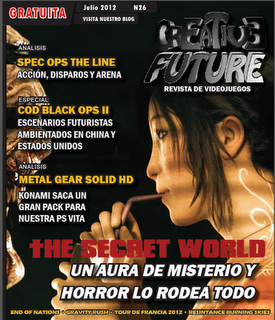 GRATUITA
Julio 2012 N26
VISITA NUESTRO BLOG
CREATIVE
FUTURE
REVISTA DE VIDEOJUEGOS
ANALISIS
SPEC OPS THE LINE
ACCIÓN, DISPAROS Y ARENA
ESPECIAL
COD BLACK OPS II
ESCENARIOS FUTURISTAS
AMBIENTADOS EN CHINA Y
ESTADOS UNIDOS
ANALISIS
METAL GEAR SOLID HD
KONAMI SACA UN
GRAN PACK PARA
NUESTRA PS VITA
THE SECRET WORLD
UN AURA DE MISTERIO Y
HORROR LO RODEA TODO
END OF NATIONS · GRAVITY RUSH · TOUR DE FRANCIA 2012 · RESINTANCE BURNING SKIES